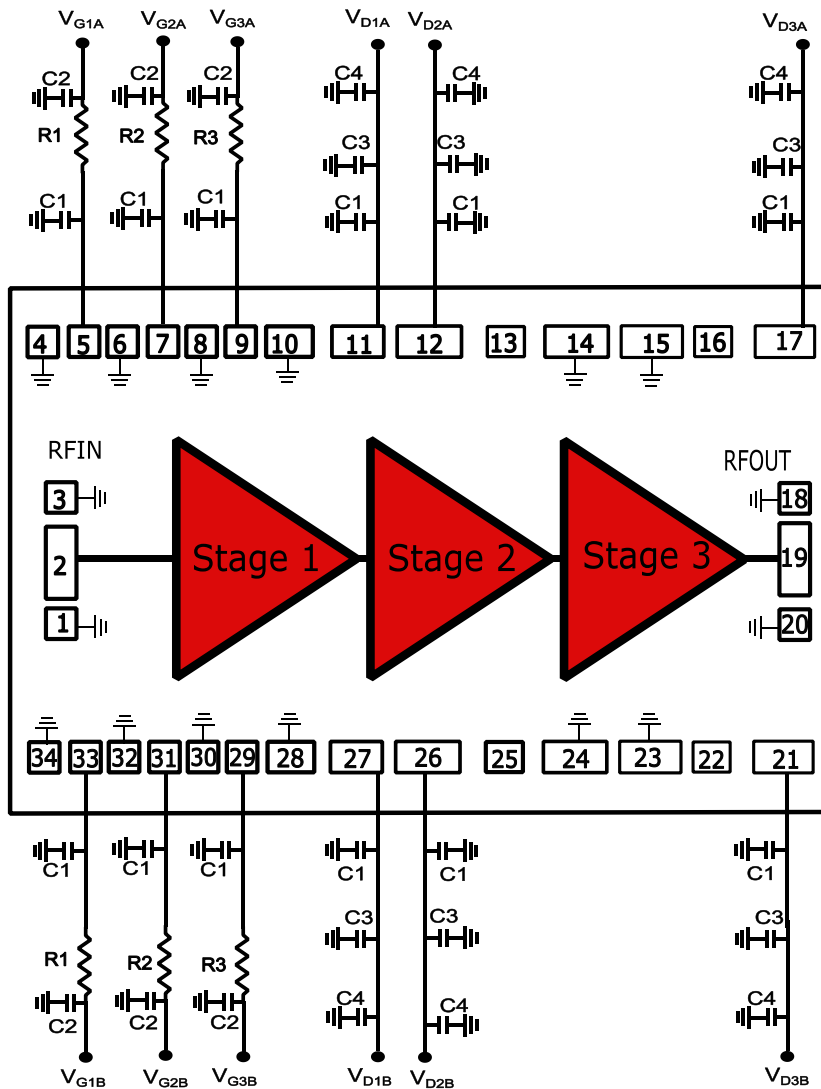 VG1A VG2A VG3A VD1A VD2A VD3A
C2 C2 C2 C4 C4 C4
R1 R2 R3 C3 C3 C3
C1 C1 C1 C1 C1 C1
4 5 6 7 8 9 10 11 12 13 14 15 16 17
RFIN RFOUT
3 18
2 Stage 1 Stage 2 Stage 3 19
1 20
34 33 32 31 30 29 28 27 26 25 24 23 22 21
C1 C1 C1 C1 C1 C1
R1 R2 R3 C3 C3 C3
C2 C2 C2 C4 C4 C4
VG1B VG2B VG3B VD1B VD2B VD3B